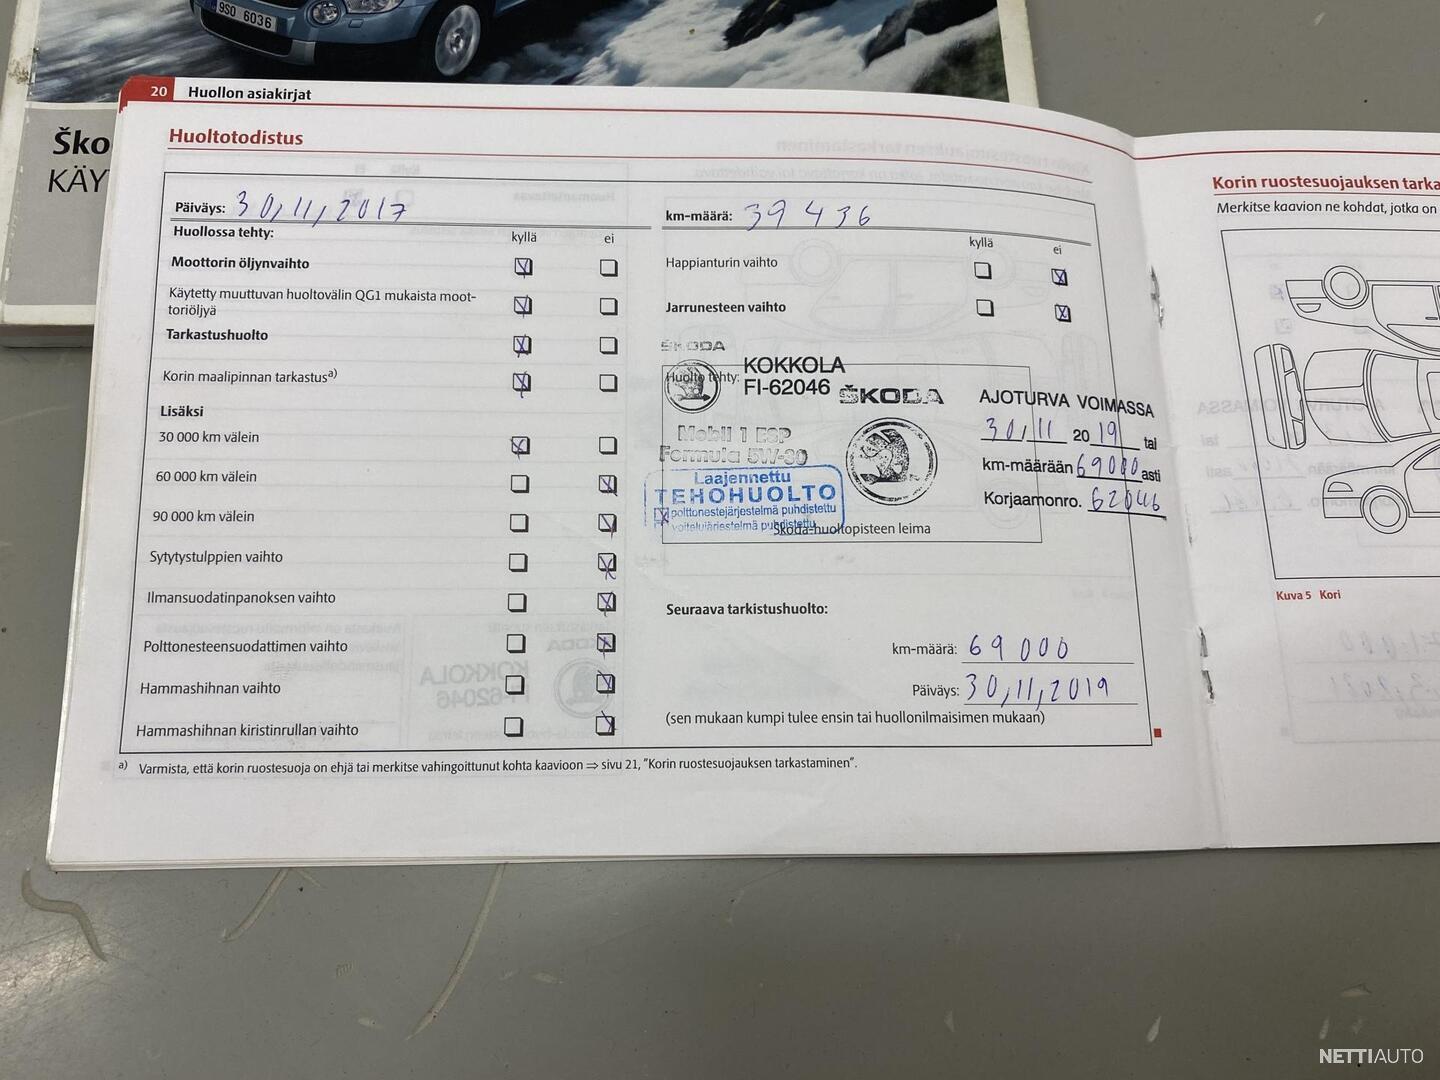 9S0 6036
Ško
KÄY
20 Huollon asiakirjat
Huoltotodistus
Päiväys: 30,11,2017
Huollossa tehty: kyllä ei
Moottorin öljynvaihto
Käytetty muuttuvan huoltovälin QG1 mukaista moot-
toriöljyä
Tarkastushuolto
Korin maalipinnan tarkastus a)
Lisäksi
30 000 km välein
60 000 km välein
90 000 km välein
Sytytystulppien vaihto
Ilmansuodatinpanoksen vaihto
Polttonesteensuodattimen vaihto
Hammashihnan vaihto
Hammashihnan kiristinrullan vaihto
km-määrä: 39 436
kyllä ei
Happianturin vaihto
Jarrunesteen vaihto
ŠKODA
Huolto tehty:
KOKKOLA
FI-62046
ŠKODA
Mobil 1 ESP
Formula 5W-30
Laajennettu
TEHOHUOLTO
polttonestejärjestelmä puhdistettu
voitelujärjestelmä puhdistettu
Skoda-huoltopisteen leima
AJOTURVA VOIMASSA
30,11 2019 tai
km-määrään 69000 asti
Korjaamonro. 62046
Seuraava tarkistushuolto:
km-määrä: 69 000
Päiväys: 30,11,2019
(sen mukaan kumpi tulee ensin tai huollonilmaisimen mukaan)
a) Varmista, että korin ruostesuoja on ehjä tai merkitse vahingoittunut kohta kaavioon ⇒ sivu 21, "Korin ruostesuojauksen tarkastaminen".
Korin ruostesuojauksen tarka
Merkitse kaavion ne kohdat, jotka on
Kuva 5 Kori
NETTIAUTO